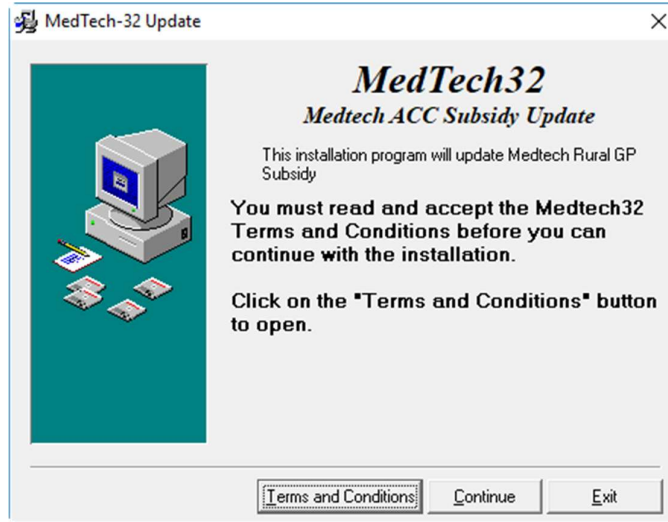 MedTech-32 Update
MedTech32
Medtech ACC Subsidy Update
This installation program will update Medtech Rural GP
Subsidy
You must read and accept the Medtech32
Terms and Conditions before you can
continue with the installation.
Click on the "Terms and Conditions" button
to open.
Terms and Conditions
Continue
Exit